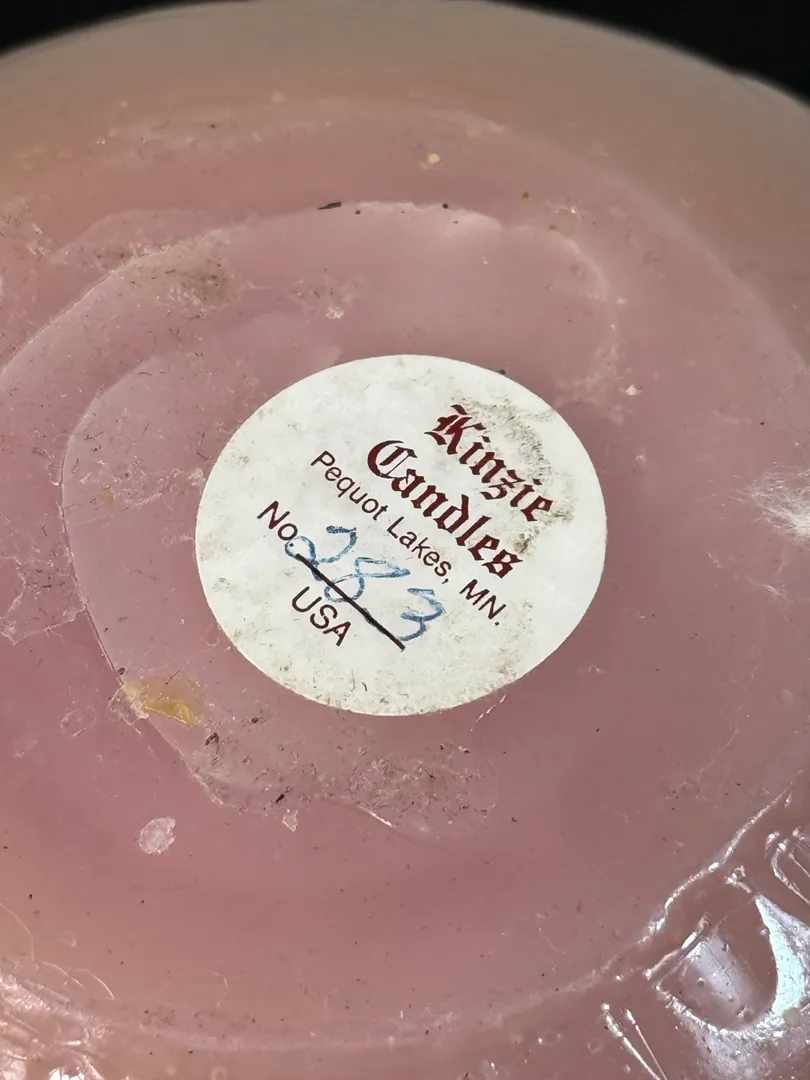 Kinzie
Candles
Pequot Lakes, MN.
No. 283
USA